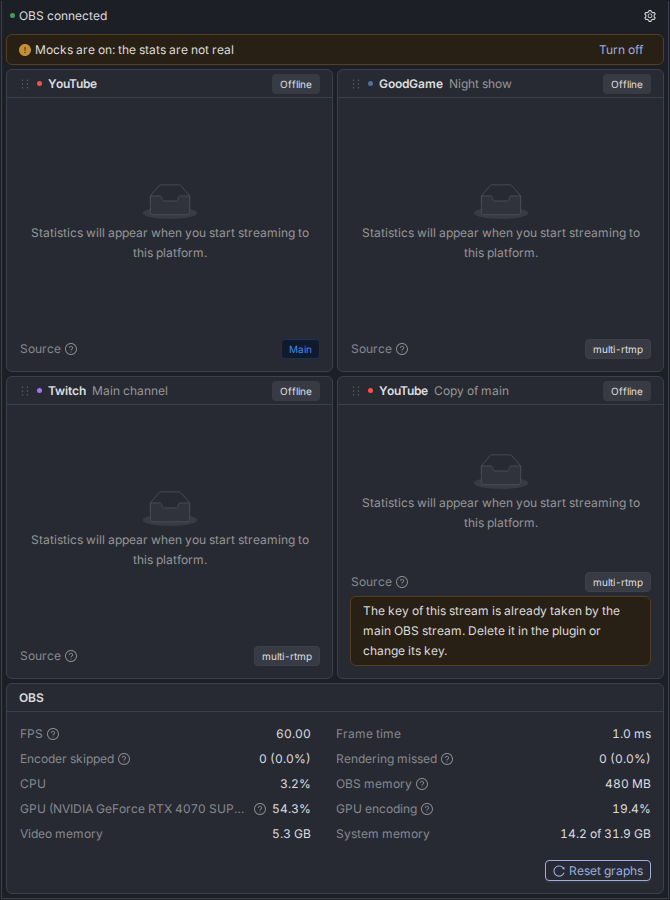 OBS connected
Mocks are on: the stats are not real
Turn off
YouTube
Offline
GoodGame Night show
Offline
Statistics will appear when you start streaming to
this platform.
Statistics will appear when you start streaming to
this platform.
Source
Main
Source
multi-rtmp
Twitch Main channel
Offline
YouTube Copy of main
Offline
Statistics will appear when you start streaming to
this platform.
Source
multi-rtmp
Statistics will appear when you start streaming to
this platform.
Source
multi-rtmp
The key of this stream is already taken by the
main OBS stream. Delete it in the plugin or
change its key.
OBS
FPS 60.00
Frame time 1.0 ms
Encoder skipped 0 (0.0%)
Rendering missed 0 (0.0%)
CPU 3.2%
OBS memory 480 MB
GPU (NVIDIA GeForce RTX 4070 SUP... 54.3%
GPU encoding 19.4%
Video memory 5.3 GB
System memory 14.2 of 31.9 GB
Reset graphs